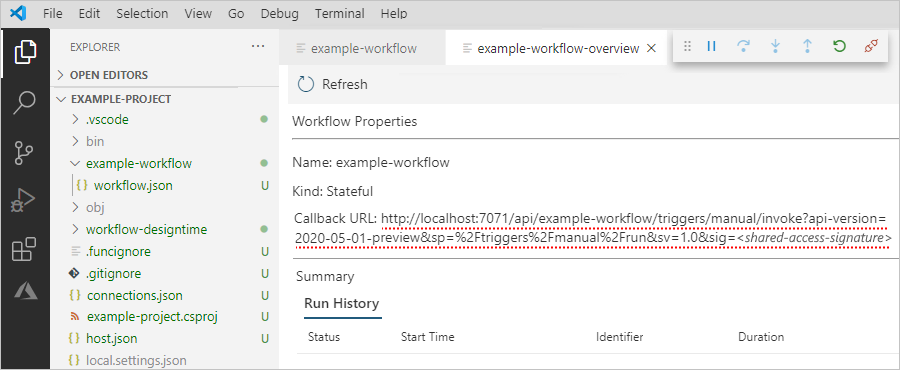 File Edit Selection View Go Debug Terminal Help
EXPLORER ···
OPEN EDITORS
EXAMPLE-PROJECT
.vscode
bin
example-workflow
{} workflow.json U
obj
workflow-designtime
.funcignore U
.gitignore U
{} connections.json U
example-project.csproj U
{} host.json U
{} local.settings.json
example-workflow
example-workflow-overview
Refresh
Workflow Properties
Name: example-workflow
Kind: Stateful
Callback URL: http://localhost:7071/api/example-workflow/triggers/manual/invoke?api-version=
2020-05-01-preview&sp=%2Ftriggers%2Fmanual%2Frun&sv=1.0&sig=<shared-access-signature>
Summary
Run History
Status Start Time Identifier Duration